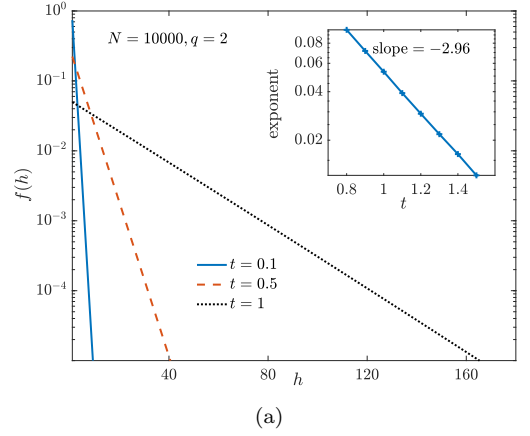 10^0
10^{-1}
10^{-2}
10^{-3}
10^{-4}
f(h)
N = 10000, q = 2
t = 0.1
t = 0.5
t = 1
40
80
120
160
h
slope = −2.96
0.08
0.06
0.04
0.02
exponent
0.8
1
1.2
1.4
t
(a)